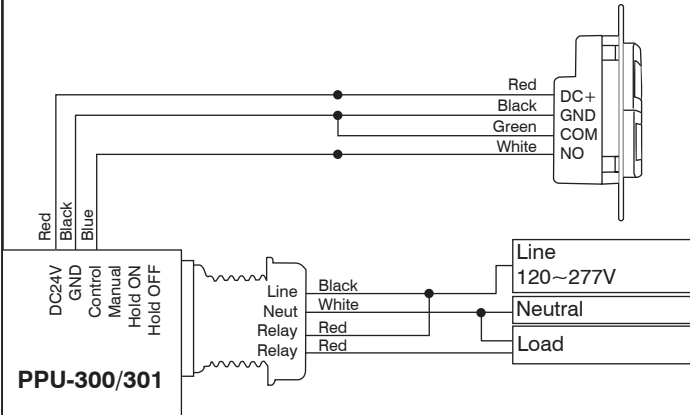 Red
Black
Green
White
DC+
GND
COM
NO
Red
Black
Blue
DC24V
GND
Control
Manual
Hold ON
Hold OFF
PPU-300/301
Line
Neut
Relay
Relay
Black
White
Red
Red
Line
120~277V
Neutral
Load